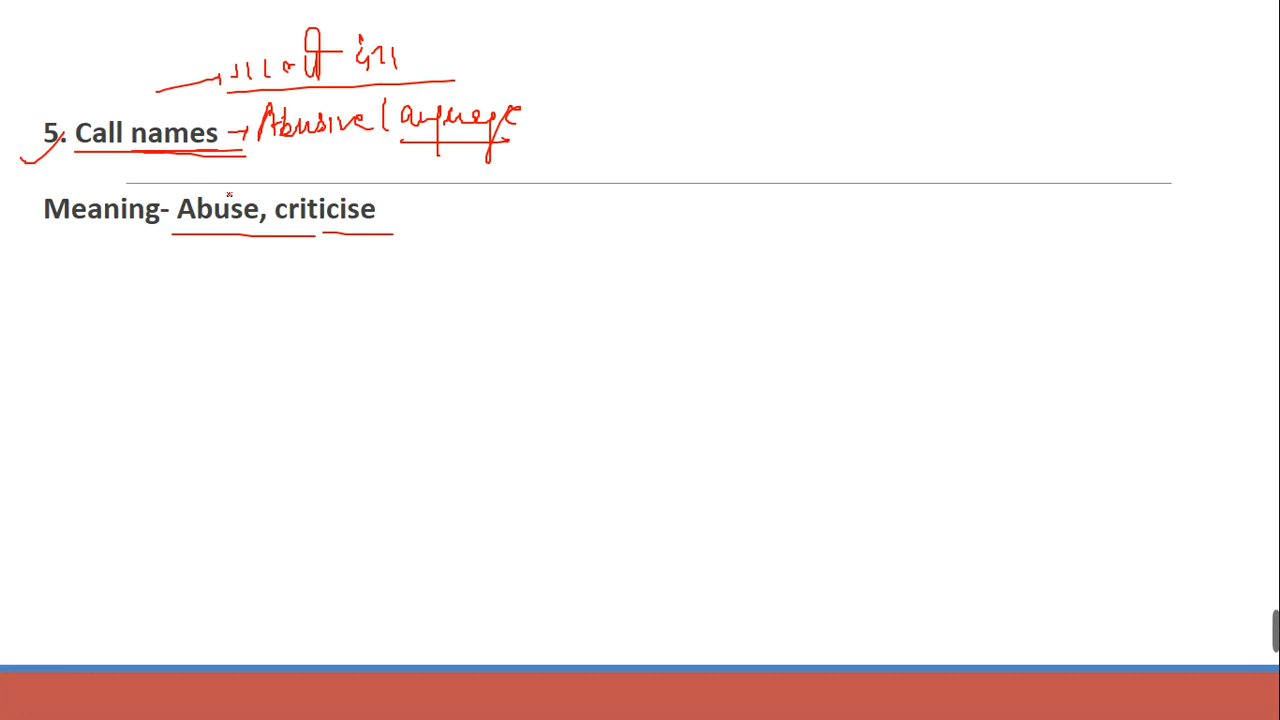 5. Call names → Abusive language
Meaning- Abuse, criticise